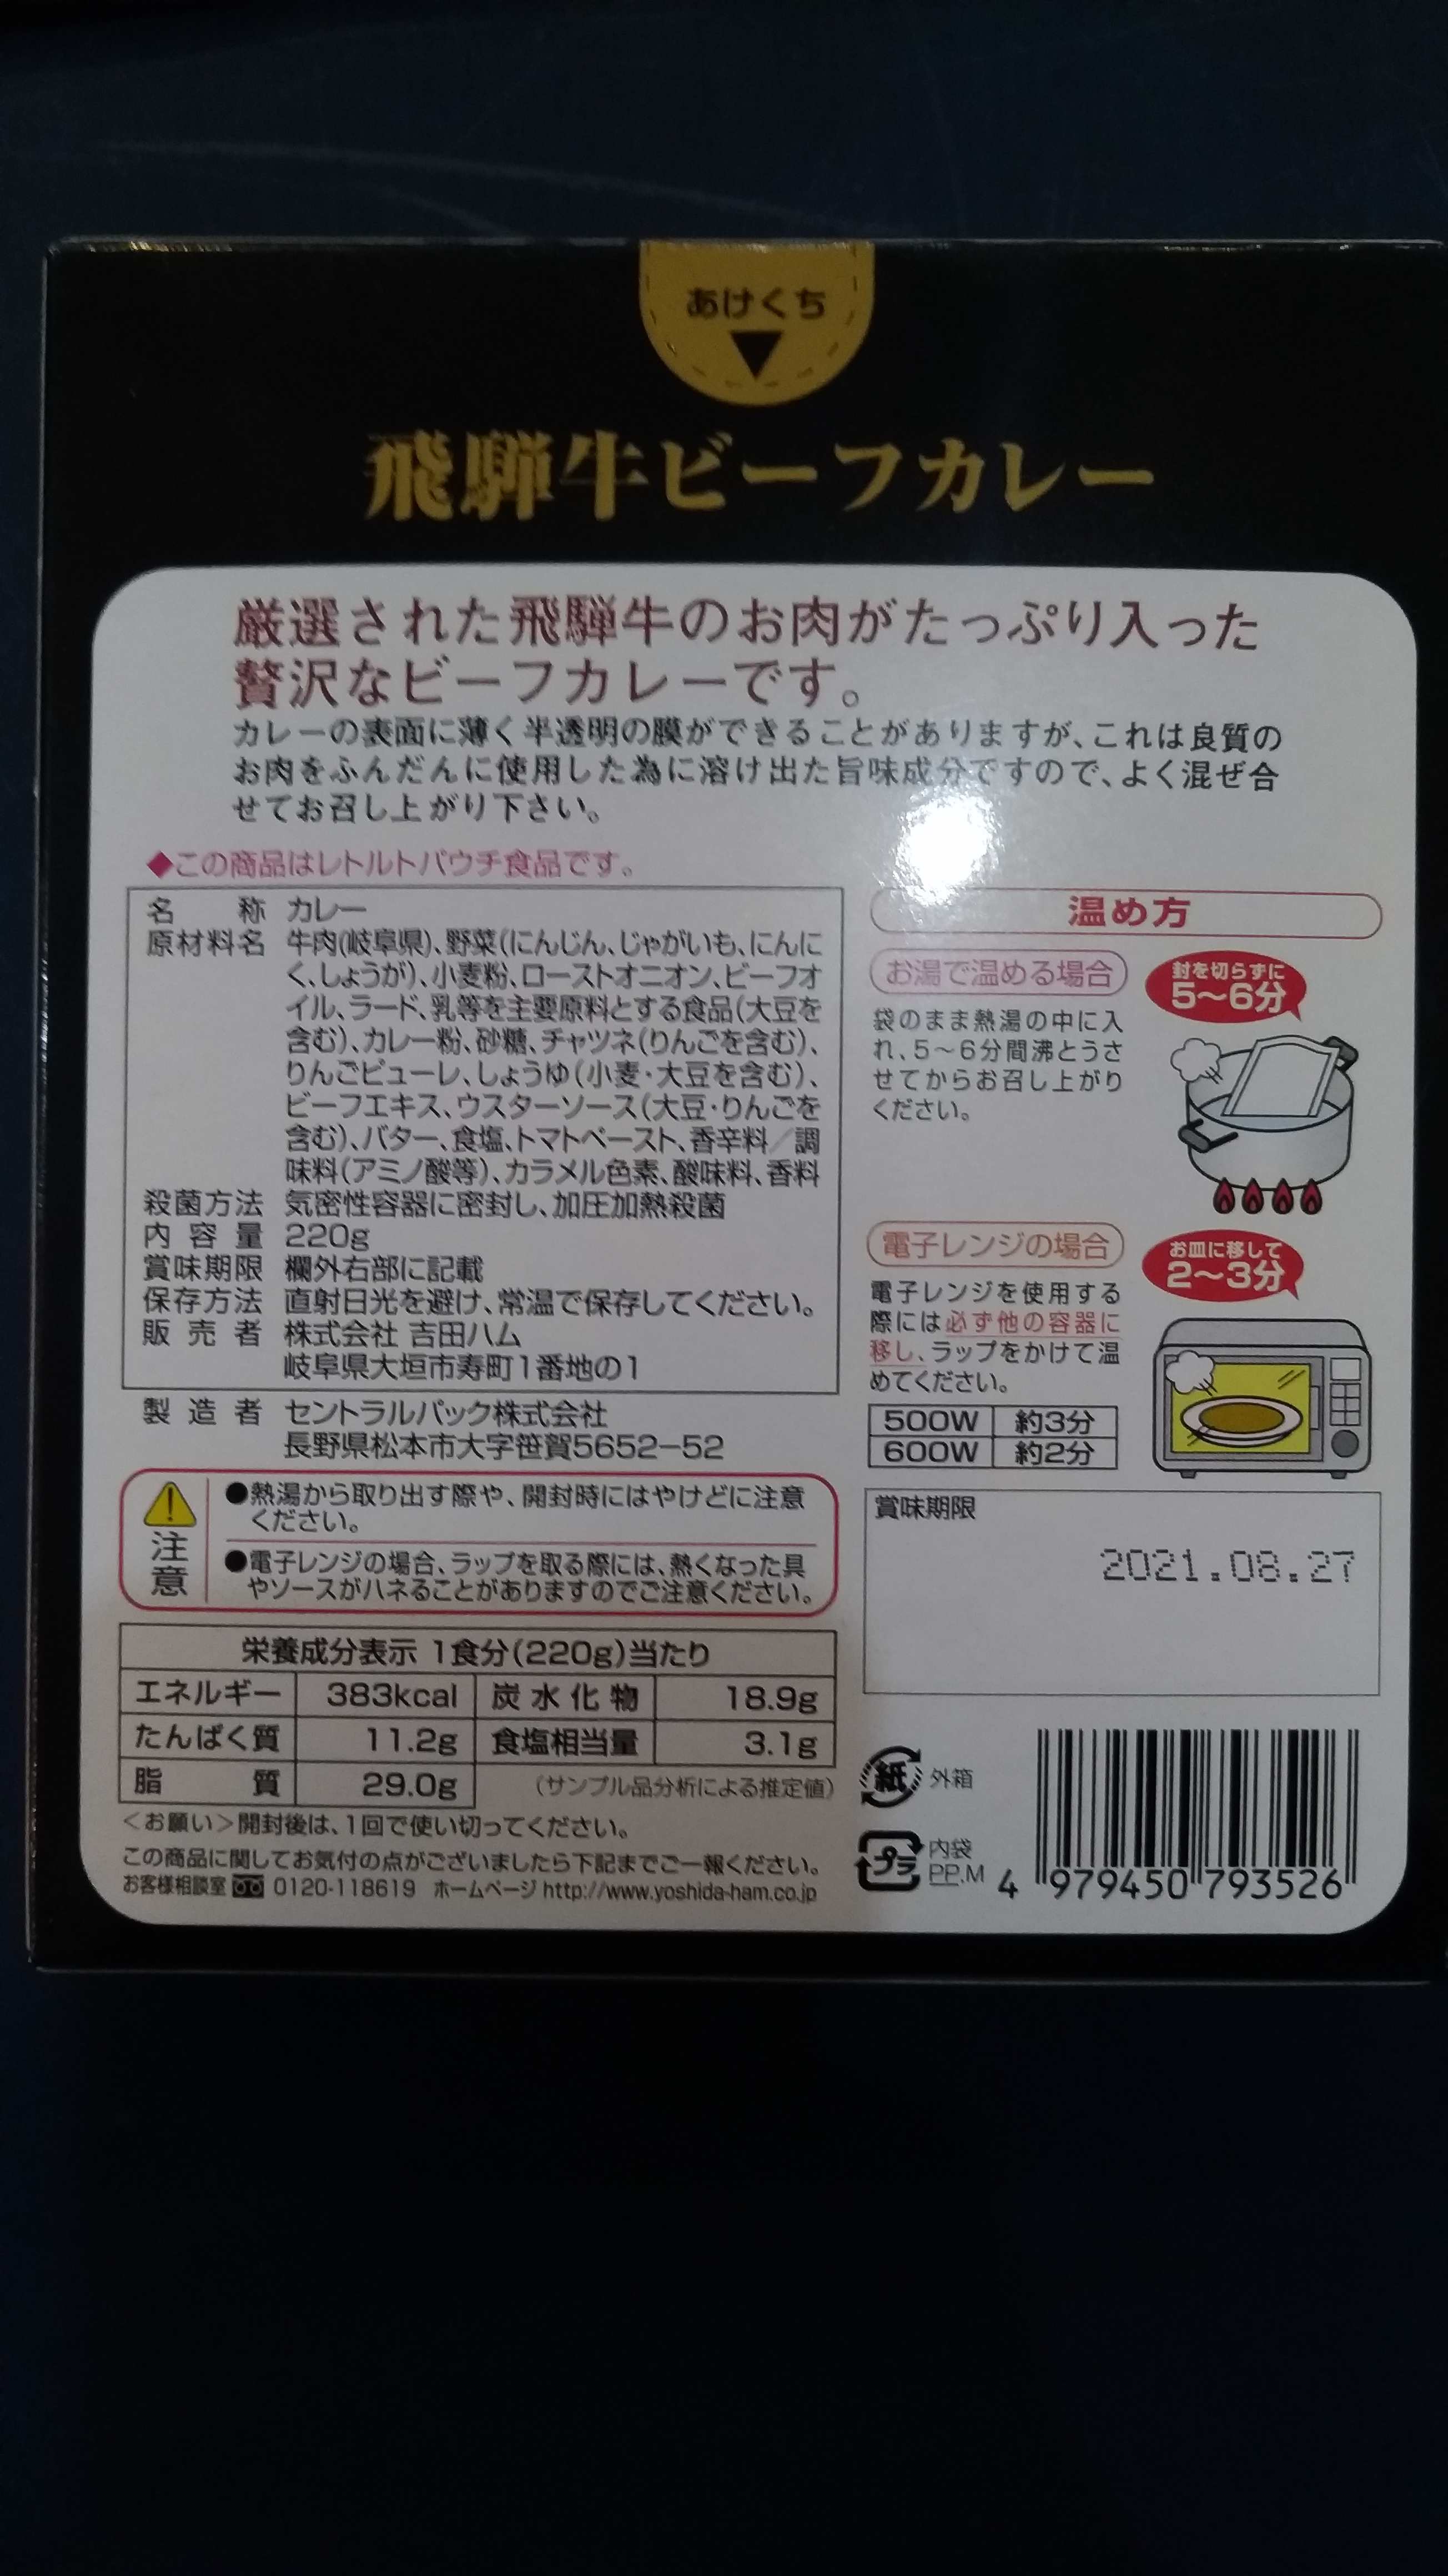 あけくち
飛騨牛ビーフカレー
厳選された飛騨牛のお肉がたっぷり入った
贅沢なビーフカレーです。
カレーの表面に薄く半透明の膜ができることがありますが、これは良質の
お肉をふんだんに使用した為に溶け出た旨味成分ですので、よく混ぜ合
せてお召し上がり下さい。
◆この商品はレトルトパウチ食品です。
名称 カレー
原材料名 牛肉(岐阜県)、野菜(にんじん、じゃがいも、にんに
く、しょうが)、小麦粉、ローストオニオン、ビーフオ
イル、ラード、乳等を主要原料とする食品(大豆を
含む)、カレー粉、砂糖、チャツネ(りんごを含む)、
りんごピューレ、しょうゆ(小麦・大豆を含む)、
ビーフエキス、ウスターソース(大豆・りんごを
含む)、バター、食塩、トマトペースト、香辛料／調
味料(アミノ酸等)、カラメル色素、酸味料、香料
殺菌方法 気密性容器に密封し、加圧加熱殺菌
内容量 220g
賞味期限 欄外右部に記載
保存方法 直射日光を避け、常温で保存してください。
販売者 株式会社 吉田ハム
岐阜県大垣市寿町1番地の1
製造者 セントラルパック株式会社
長野県松本市大字笹賀5652−52
注意
●熱湯から取り出す際や、開封時にはやけどに注意
ください。
●電子レンジの場合、ラップを取る際には、熱くなった具
やソースがハネることがありますのでご注意ください。
栄養成分表示 1食分(220g)当たり
エネルギー 383kcal 炭水化物 18.9g
たんぱく質 11.2g 食塩相当量 3.1g
脂質 29.0g (サンプル品分析による推定値)
＜お願い＞開封後は、1回で使い切ってください。
この商品に関してお気付の点がございましたら下記までご一報ください。
お客様相談室 0120-118619 ホームページ http://www.yoshida-ham.co.jp
温め方
お湯で温める場合
封を切らずに
5〜6分
袋のまま熱湯の中に入
れ、5〜6分間沸とうさ
せてからお召し上がり
ください。
電子レンジの場合
お皿に移して
2〜3分
電子レンジを使用する
際には必ず他の容器に
移し、ラップをかけて温
めてください。
500W 約3分
600W 約2分
賞味期限
2021.08.27
紙 外箱
プラ 内袋
PP.M
4 979450 793526